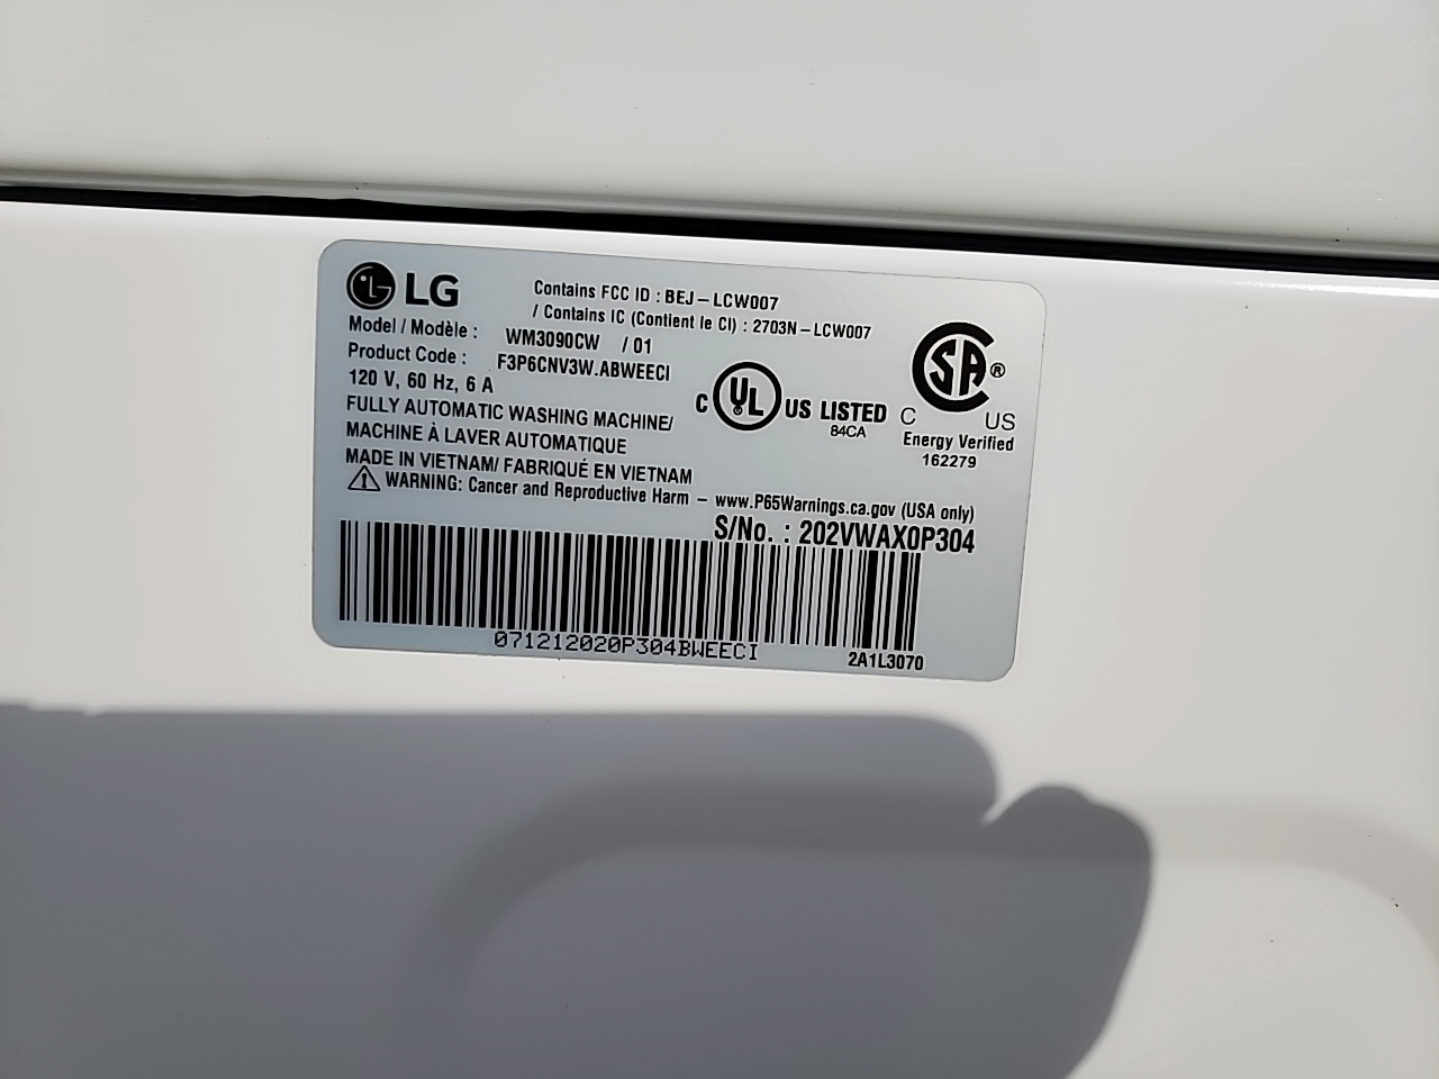 LG
Contains FCC ID : BEJ-LCW007
/ Contains IC (Contient le CI) : 2703N-LCW007
Model / Modèle : WM3090CW / 01
Product Code : F3P6CNV3W.ABWEECI
120 V, 60 Hz, 6 A
FULLY AUTOMATIC WASHING MACHINE/
MACHINE À LAVER AUTOMATIQUE
MADE IN VIETNAM/ FABRIQUÉ EN VIETNAM
C UL US LISTED
84CA
SA®
C US
Energy Verified
162279
WARNING: Cancer and Reproductive Harm - www.P65Warnings.ca.gov (USA only)
S/No. : 202VWAX0P304
071212020P304BWEECI
2A1L3070